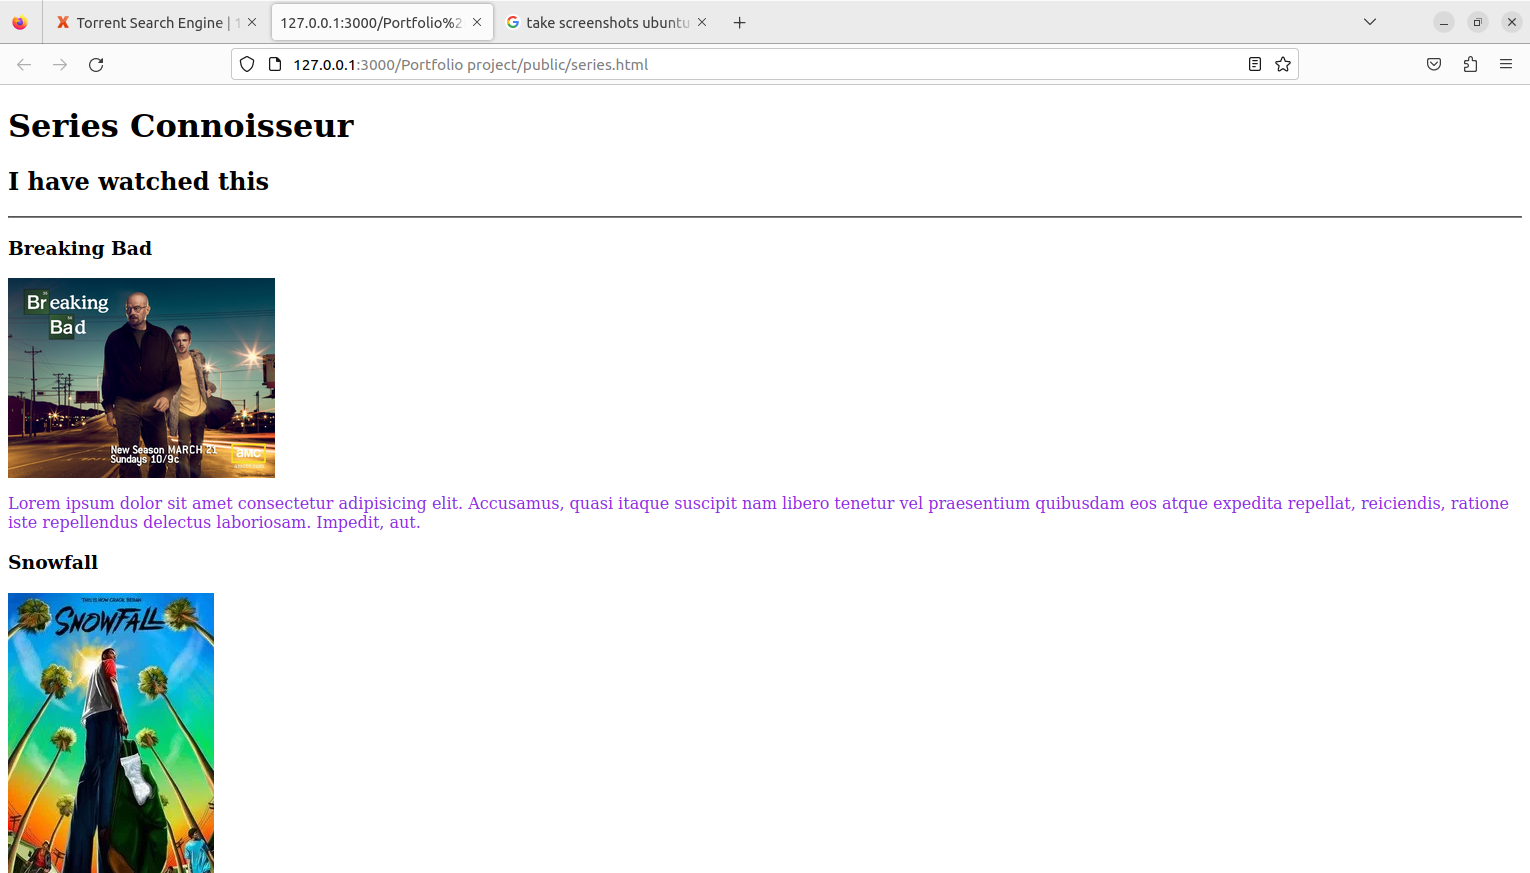 Torrent Search Engine | 1
127.0.0.1:3000/Portfolio%2
take screenshots ubuntu
127.0.0.1:3000/Portfolio project/public/series.html
Series Connoisseur
I have watched this
Breaking Bad
Breaking
Bad
New Season MARCH 21
Sundays 10/9c
amc
Lorem ipsum dolor sit amet consectetur adipisicing elit. Accusamus, quasi itaque suscipit nam libero tenetur vel praesentium quibusdam eos atque expedita repellat, reiciendis, ratione
iste repellendus delectus laboriosam. Impedit, aut.
Snowfall
THIS IS HOW CRACK BEGAN
SNOWFALL